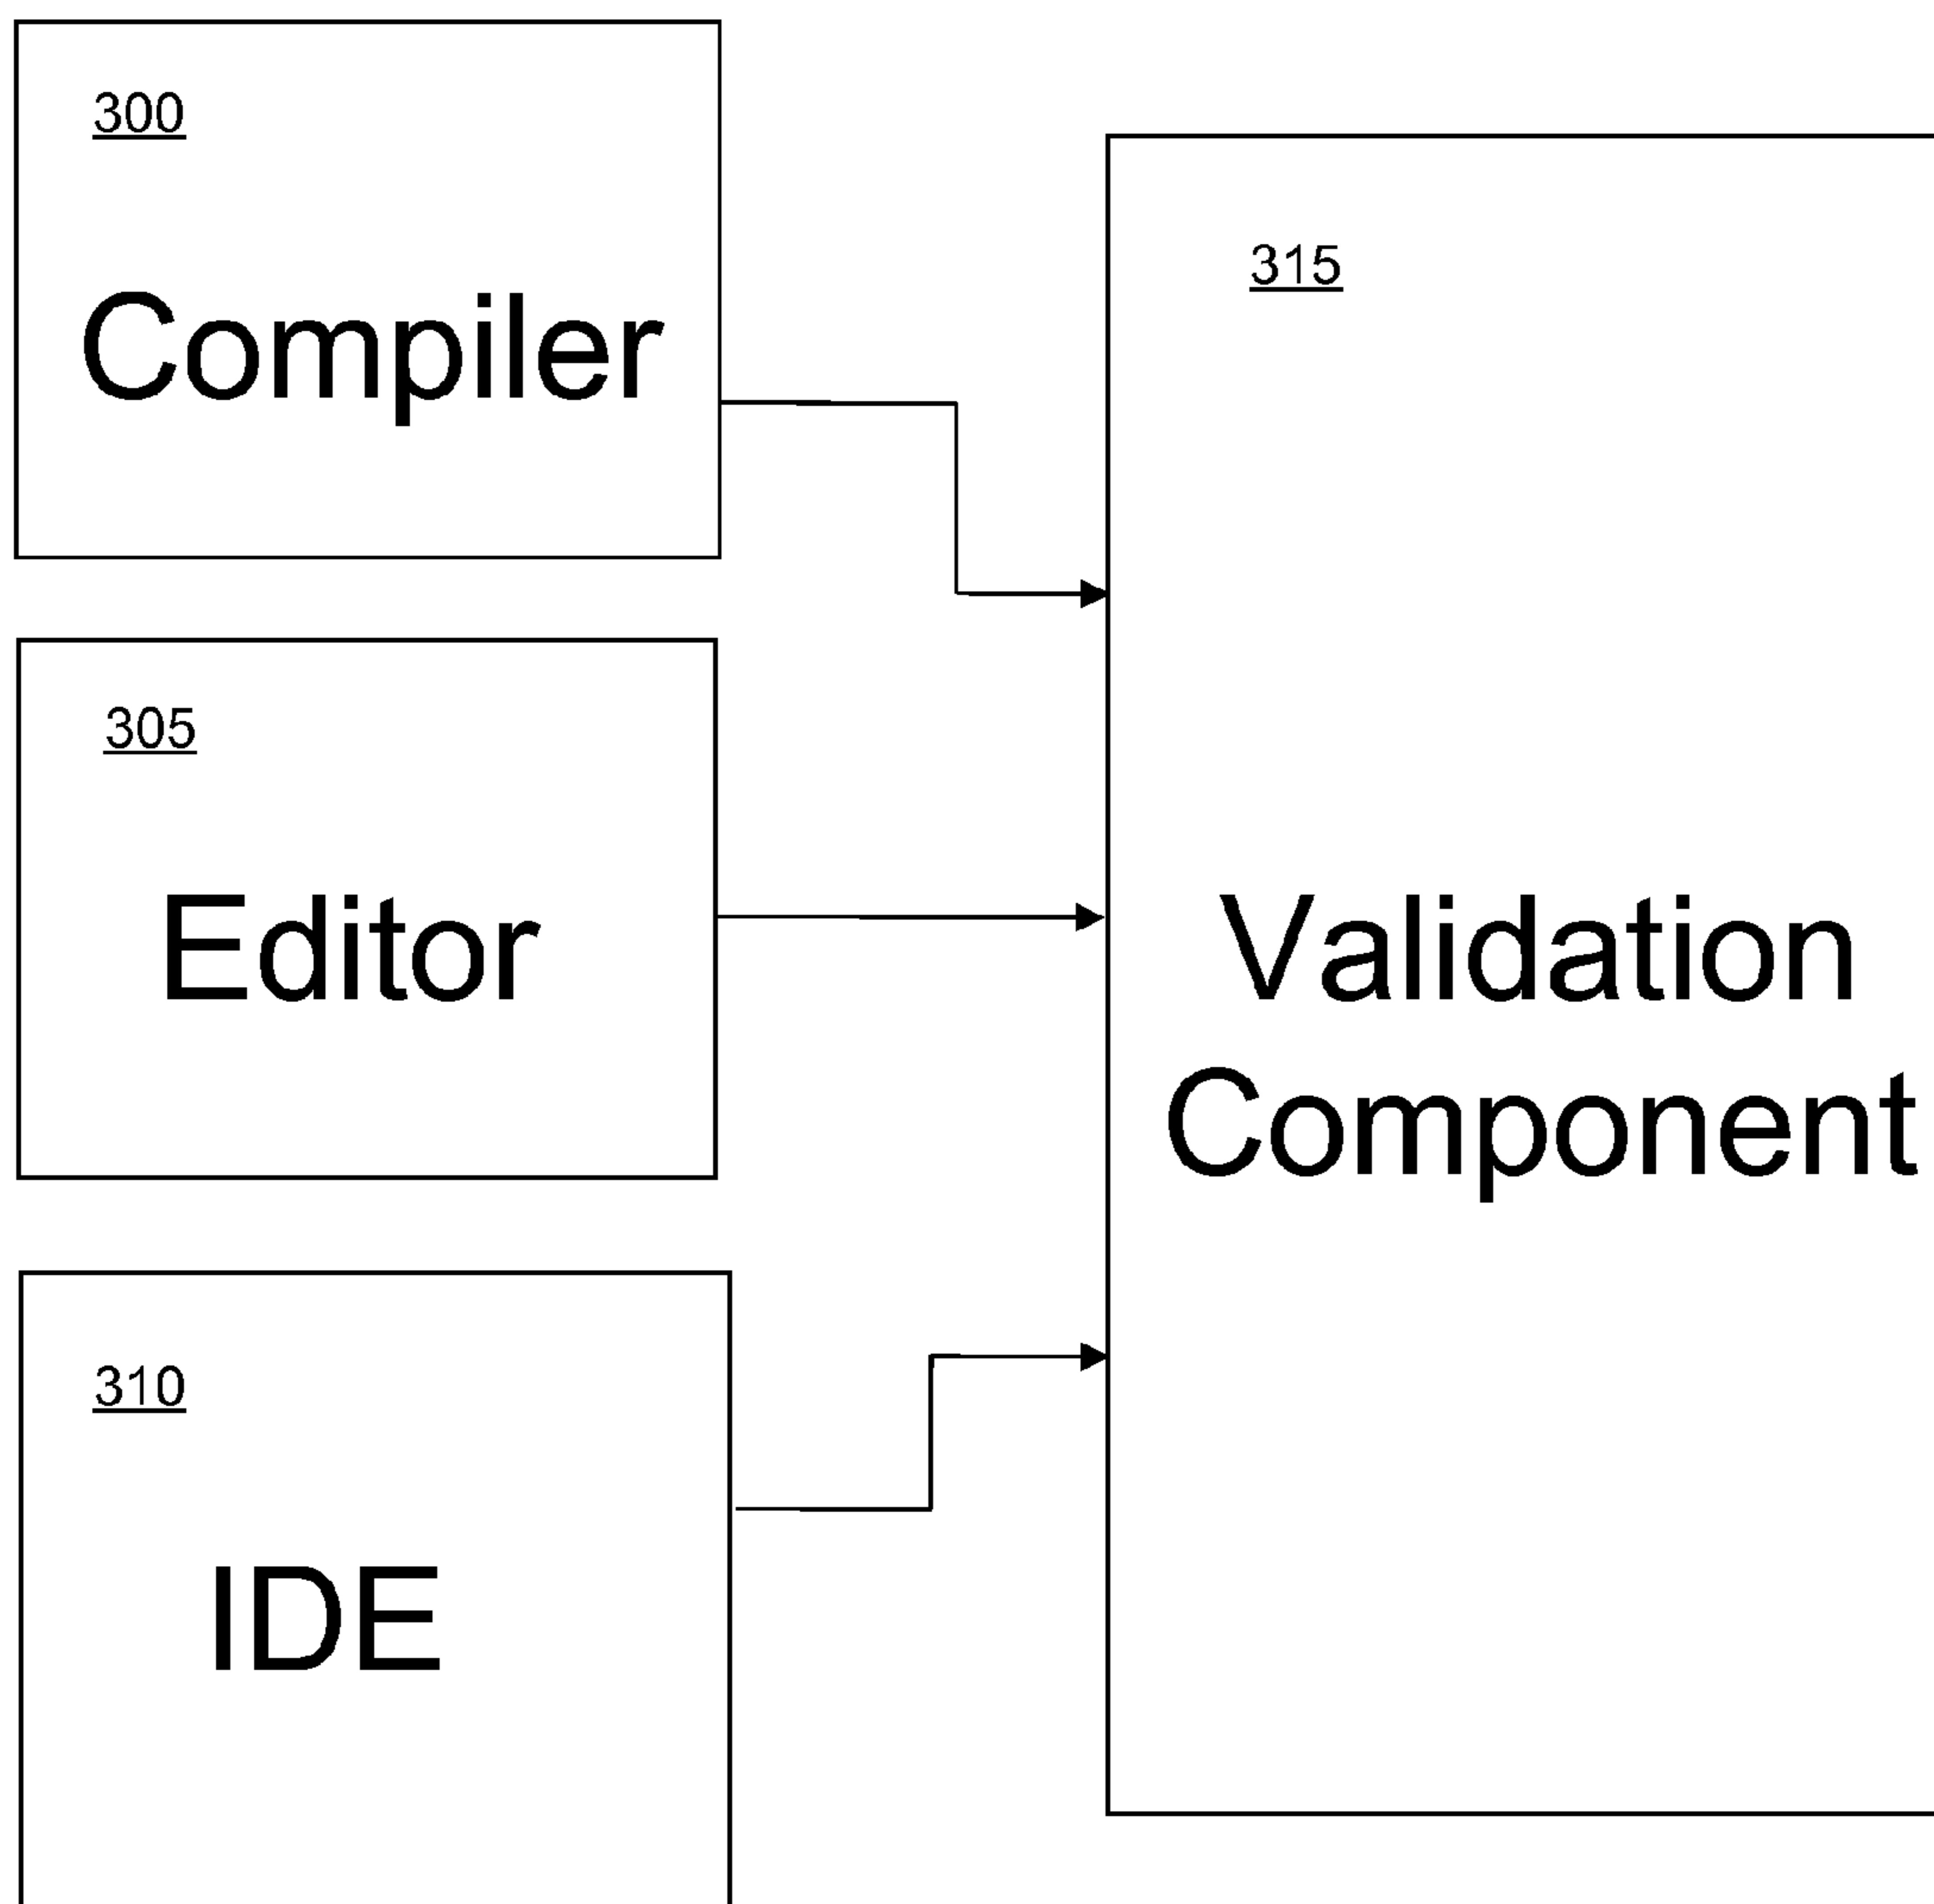 300
Compiler
305
Editor
310
IDE
315
Validation
Component